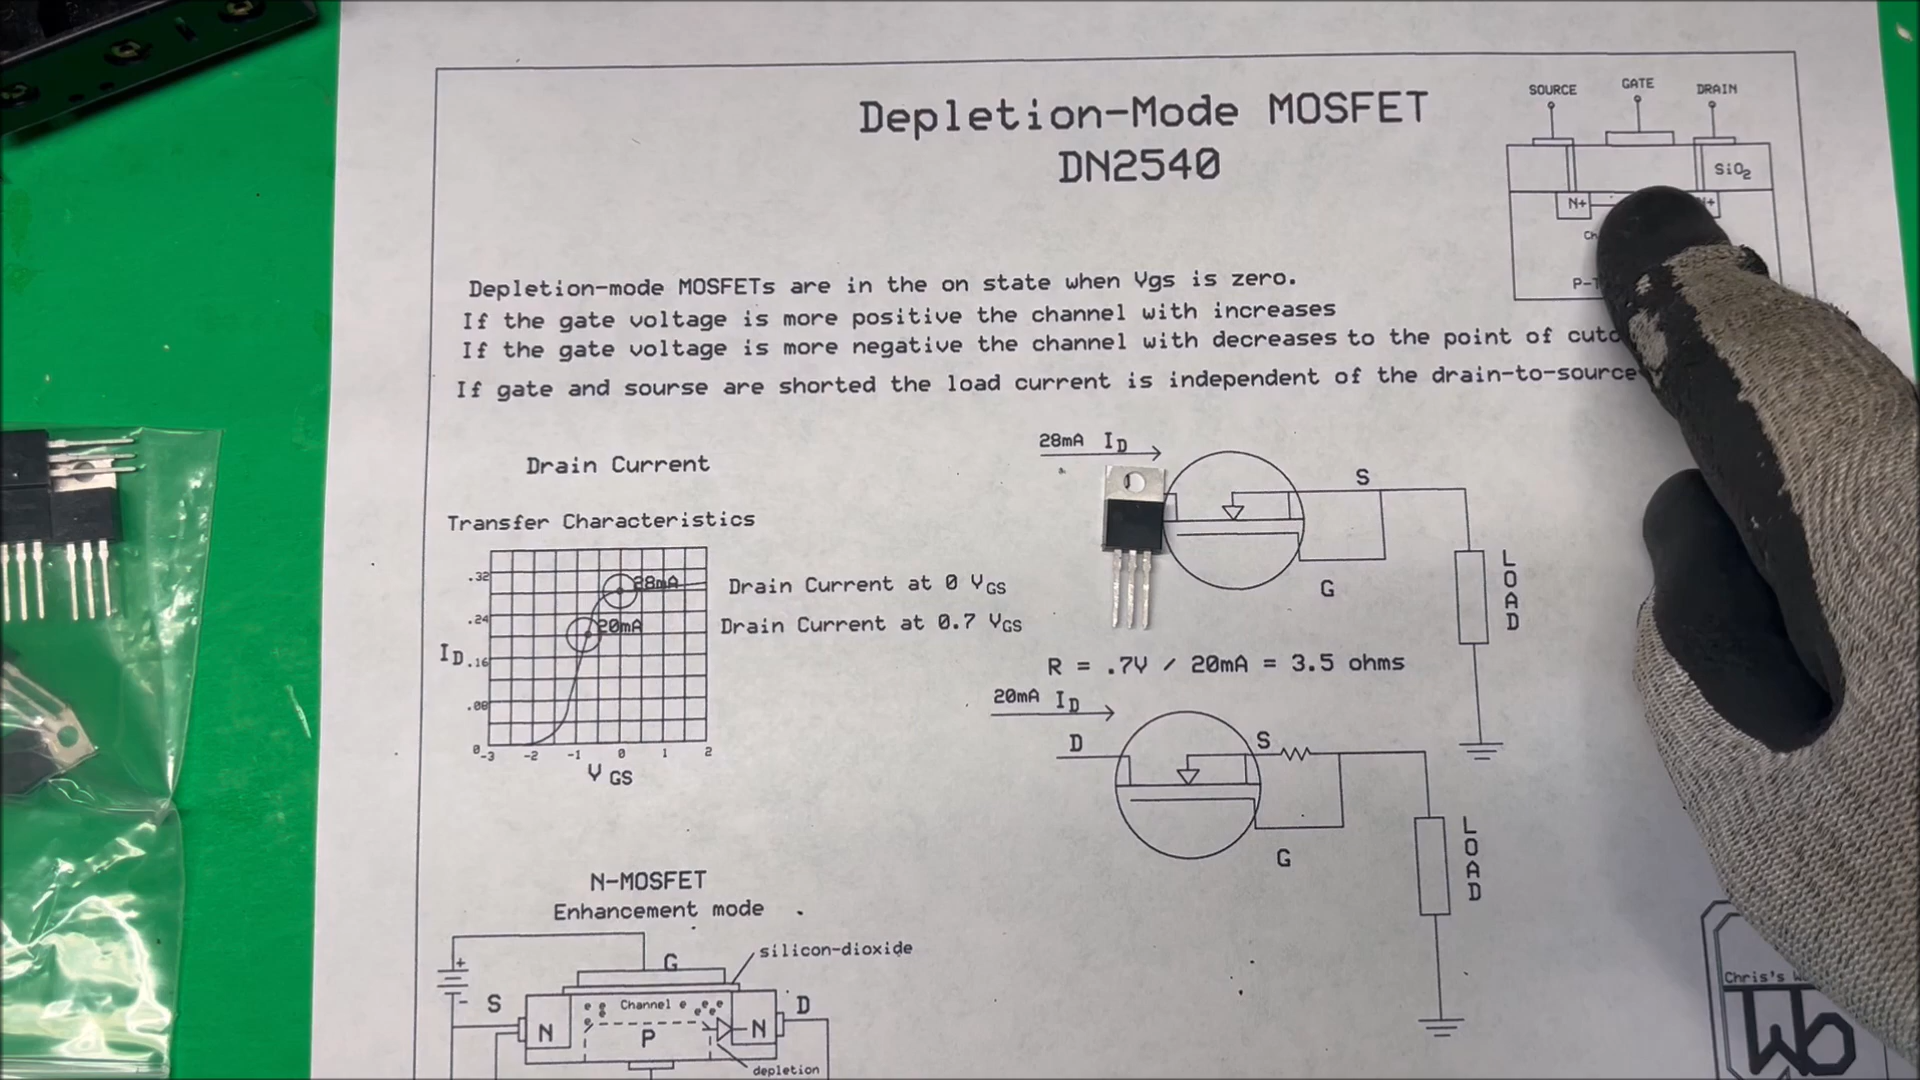 Depletion-Mode MOSFET
DN2540
SOURCE
GATE
DRAIN
SiO2
N+
Depletion-mode MOSFETs are in the on state when Vgs is zero.
If the gate voltage is more positive the channel with increases
If the gate voltage is more negative the channel with decreases to the point of
If gate and sourse are shorted the load current is independent of the drain-to-source
Drain Current
Transfer Characteristics
.32
.24
ID .16
.08
0
-3 -2 -1 0 1 2
VGS
28mA
20mA
Drain Current at 0 VGS
Drain Current at 0.7 VGS
28mA ID
S
G
LOAD
R = .7V / 20mA = 3.5 ohms
20mA ID
D
S
G
LOAD
N-MOSFET
Enhancement mode
silicon-dioxide
+
-
G
S
D
e e Channel e e e e
N
P
N
depletion
Chris's
Wb